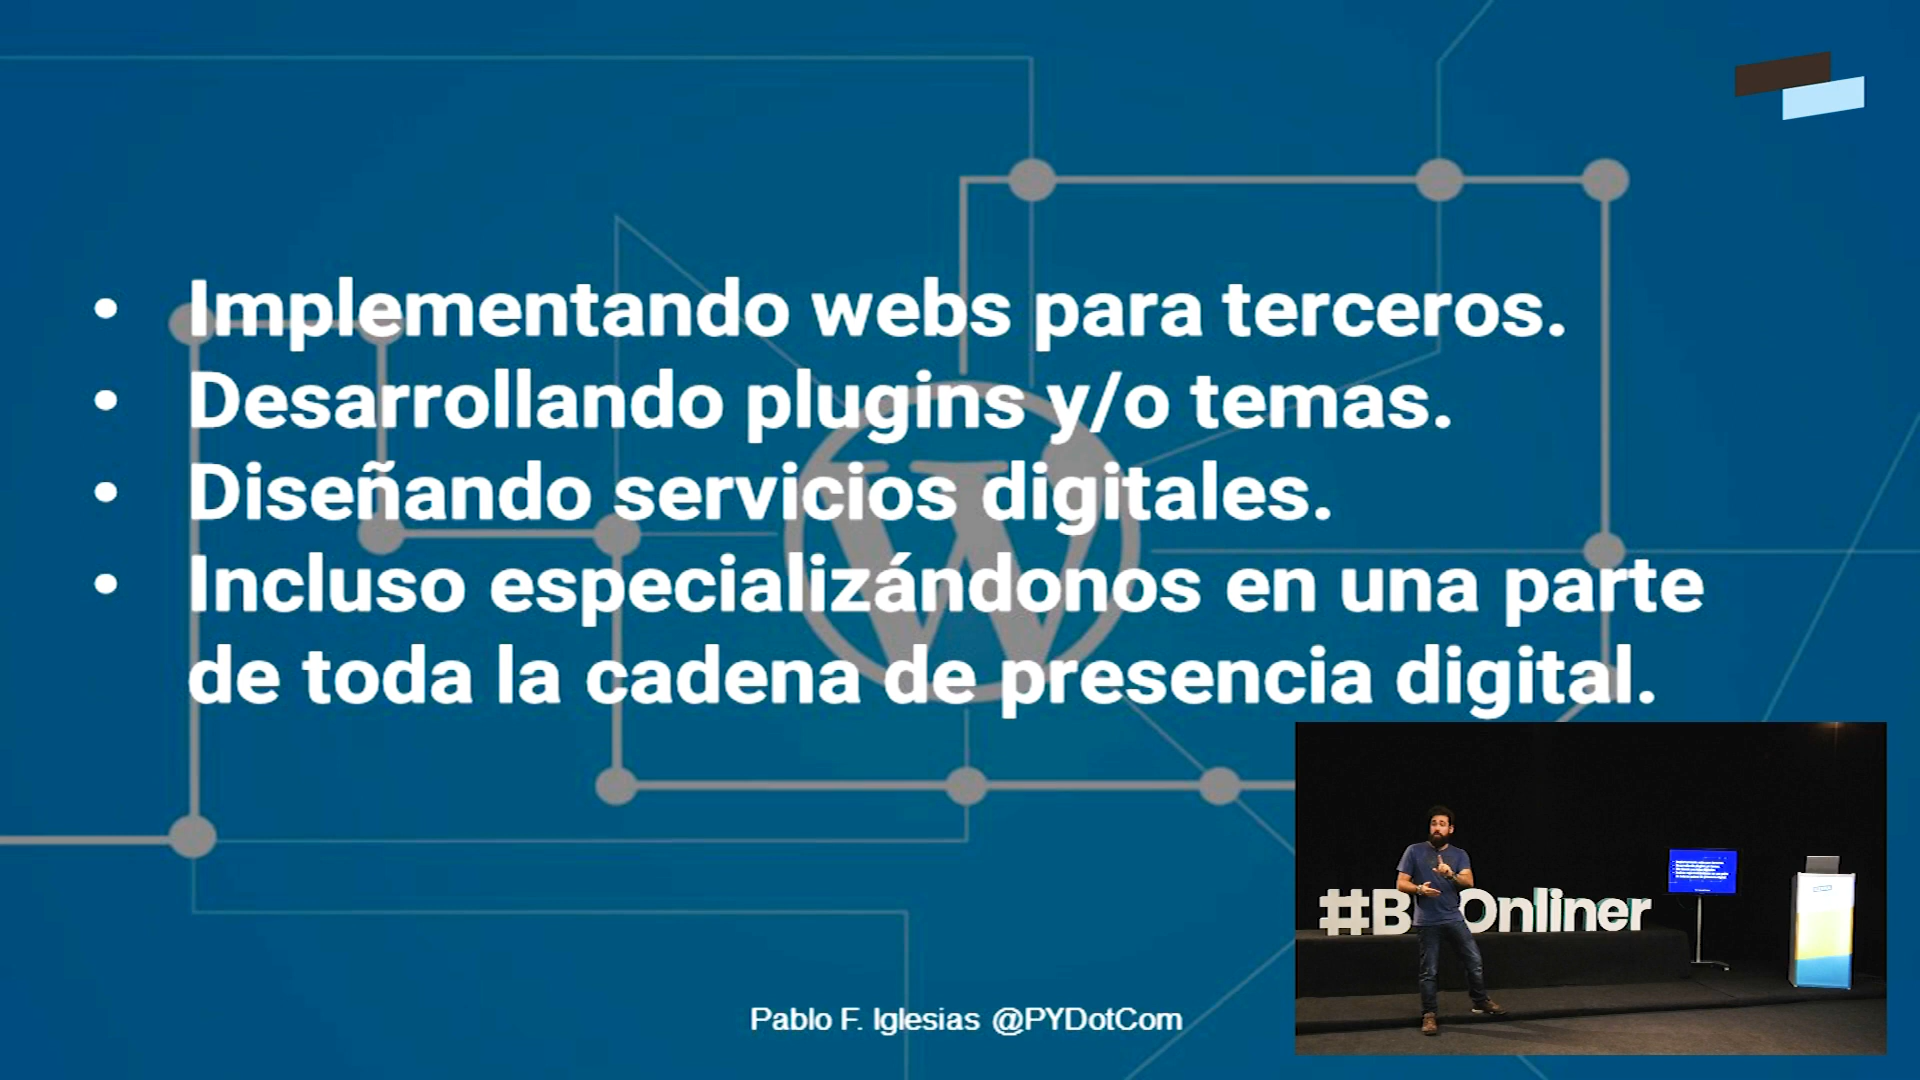 • Implementando webs para terceros.
• Desarrollando plugins y/o temas.
• Diseñando servicios digitales.
• Incluso especializándonos en una parte
de toda la cadena de presencia digital.
Pablo F. Iglesias @PYDotCom
Onliner